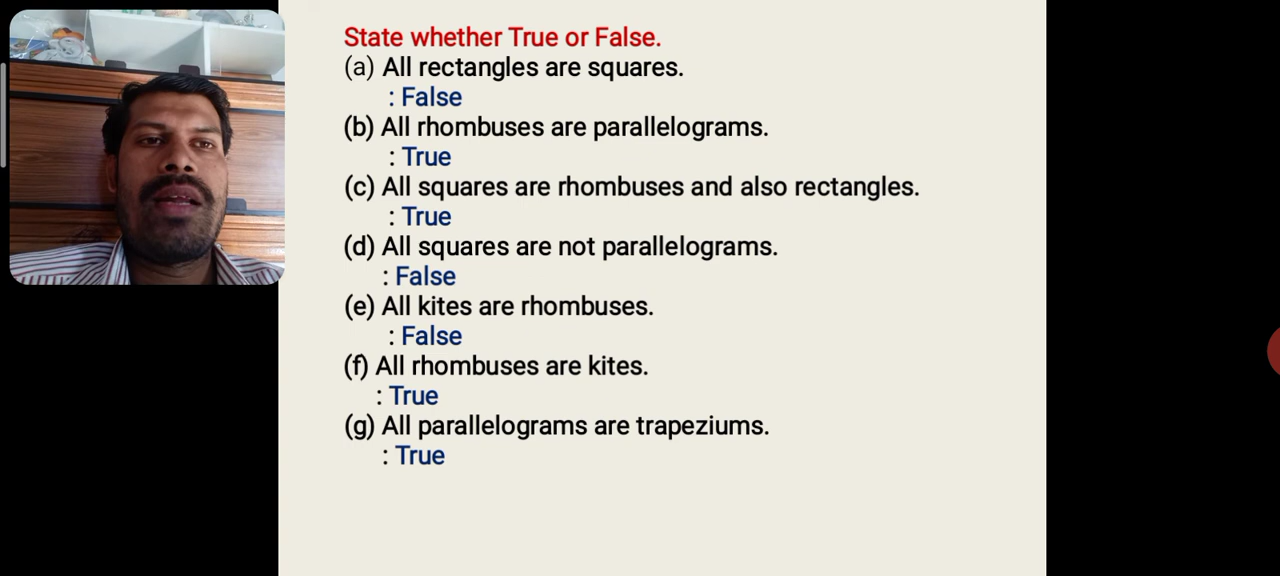 State whether True or False.
(a) All rectangles are squares.
: False
(b) All rhombuses are parallelograms.
: True
(c) All squares are rhombuses and also rectangles.
: True
(d) All squares are not parallelograms.
: False
(e) All kites are rhombuses.
: False
(f) All rhombuses are kites.
: True
(g) All parallelograms are trapeziums.
: True